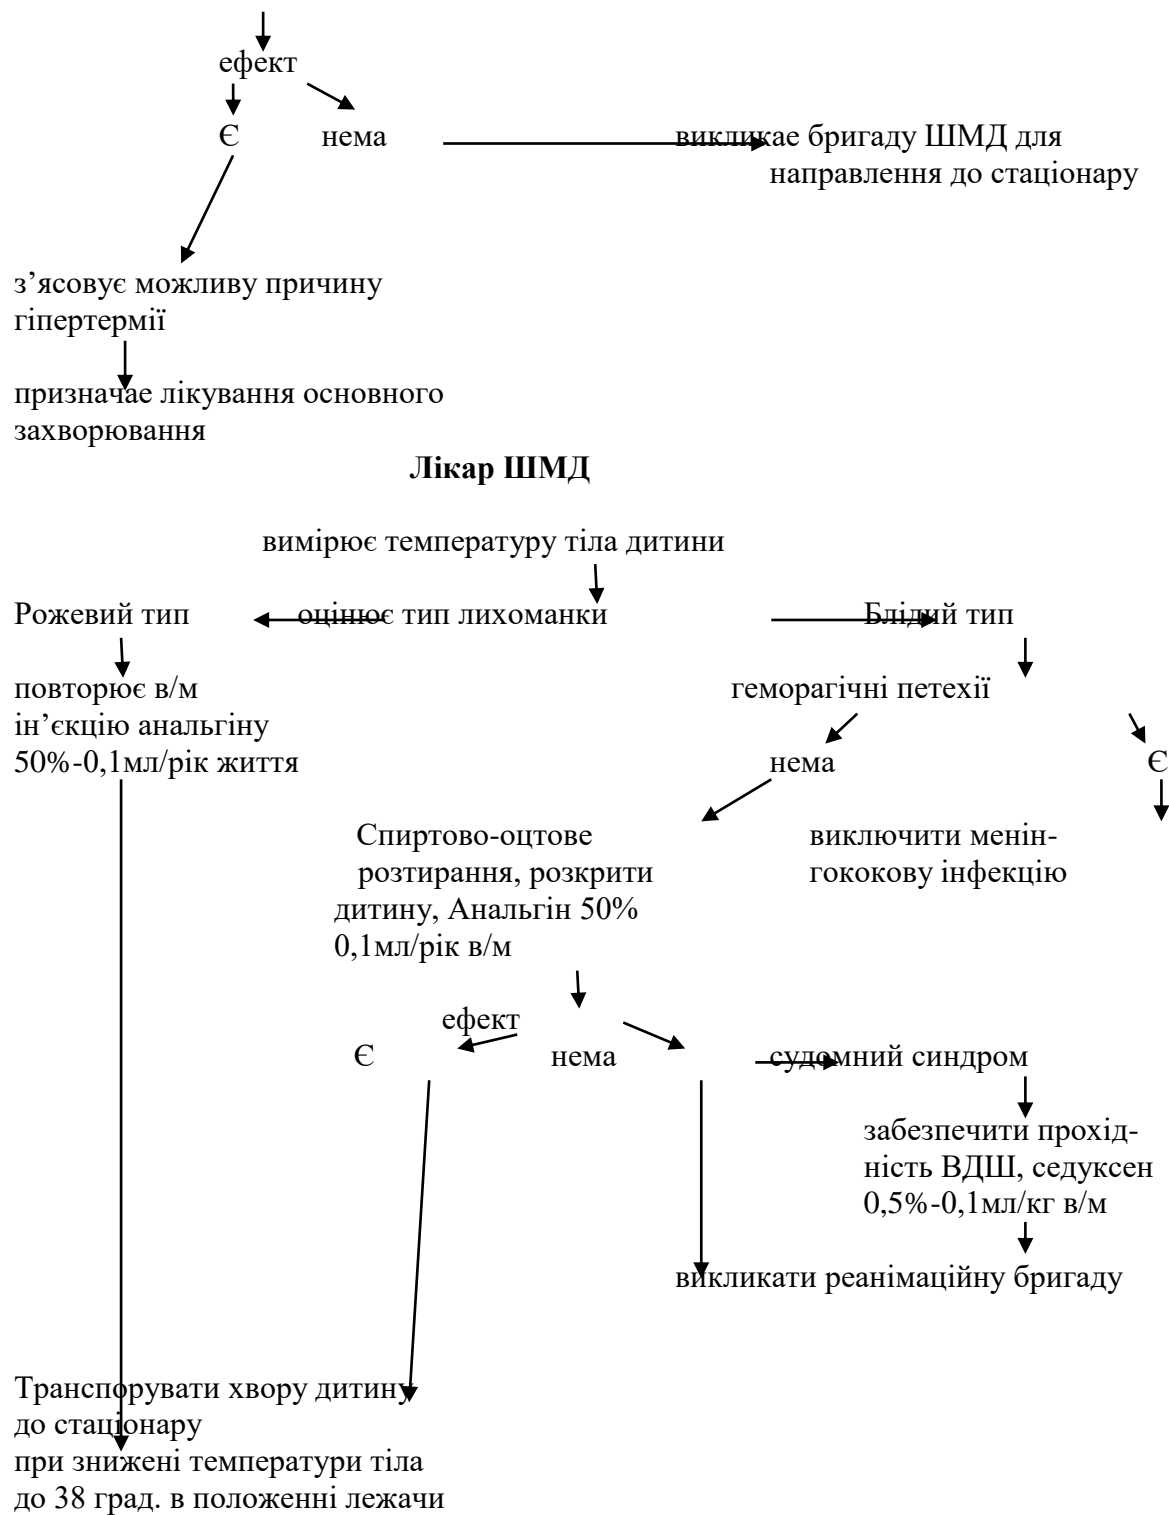 ефект
Є нема викликає бригаду ШМД для
направлення до стаціонару
з’ясовує можливу причину
гіпертермії
призначає лікування основного
захворювання
Лікар ШМД
вимірює температуру тіла дитини
Рожевий тип оцінює тип лихоманки Блідий тип
повторює в/м геморагічні петехії
ін’єкцію анальгіну
50%-0,1мл/рік життя нема Є
Спиртово-оцтове виключити менін-
розтирання, розкрити гококову інфекцію
дитину, Анальгін 50%
0,1мл/рік в/м
ефект
Є нема судомний синдром
забезпечити прохід-
ність ВДШ, седуксен
0,5%-0,1мл/кг в/м
викликати реанімаційну бригаду
Транспорувати хвору дитину
до стаціонару
при знижені температури тіла
до 38 град. в положенні лежачи